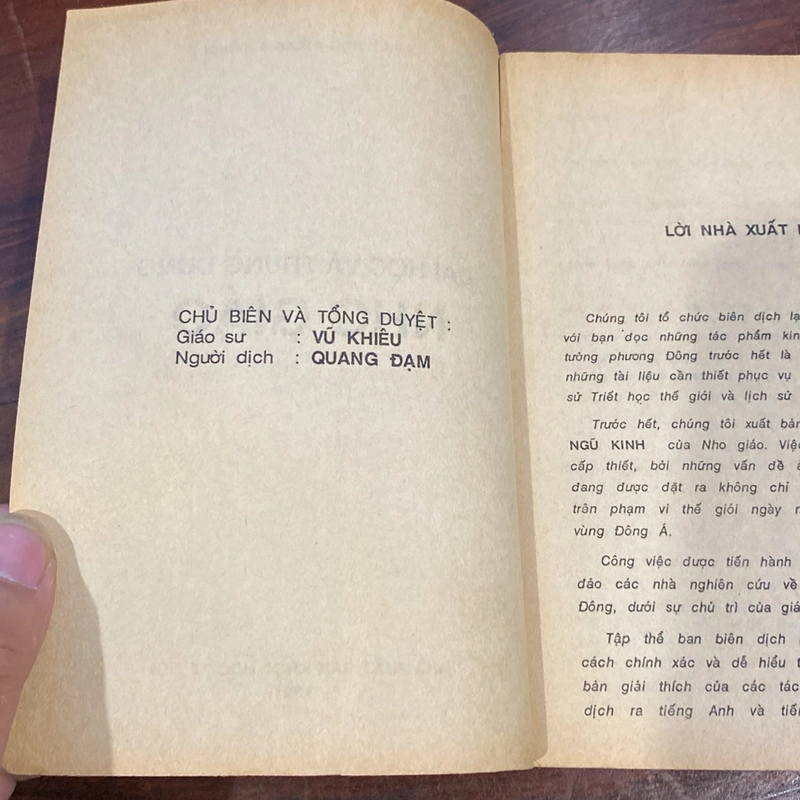 CHỦ BIÊN VÀ TỔNG DUYỆT :
Giáo sư : VŨ KHIÊU
Người dịch : QUANG ĐẠM
LỜI NHÀ XUẤT
Chúng tôi tổ chức biên dịch
với bạn đọc những tác phẩm
tưởng phương Đông trước hết là
những tài liệu cần thiết phục vụ
sử Triết học thế giới và lịch sử
Trước hết, chúng tôi xuất bản
NGŨ KINH của Nho giáo.
cấp thiết, bởi những vấn đề
đang được đặt ra không chỉ
trên phạm vi thế giới ngày
vùng Đông Á.
Công việc được tiến hành
đảo các nhà nghiên cứu về
Đông, dưới sự chủ trì của
Tập thể ban biên dịch
cách chính xác và dễ hiểu
bản giải thích của các tác
dịch ra tiếng Anh và